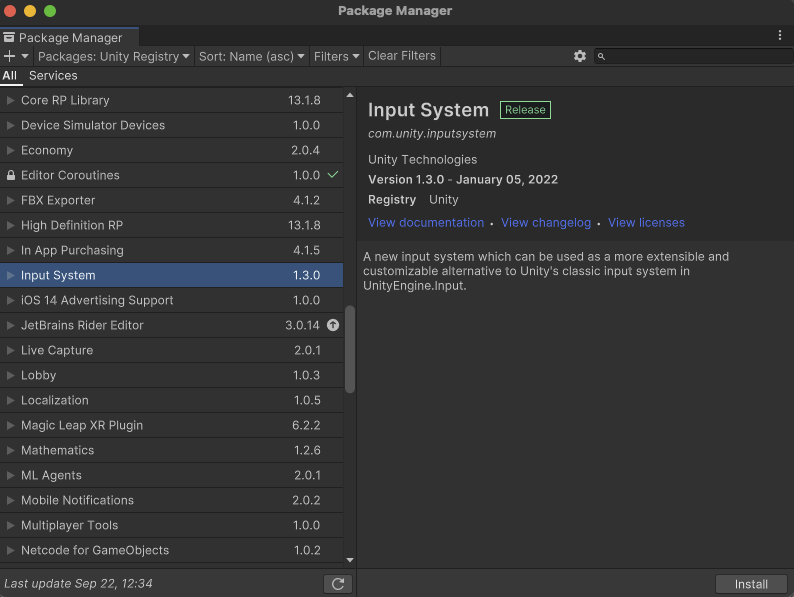 Package Manager
Package Manager
Packages: Unity Registry Sort: Name (asc) Filters Clear Filters
All Services
Core RP Library 13.1.8
Device Simulator Devices 1.0.0
Economy 2.0.4
Editor Coroutines 1.0.0
FBX Exporter 4.1.2
High Definition RP 13.1.8
In App Purchasing 4.1.5
Input System 1.3.0
iOS 14 Advertising Support 1.0.0
JetBrains Rider Editor 3.0.14
Live Capture 2.0.1
Lobby 1.0.3
Localization 1.0.5
Magic Leap XR Plugin 6.2.2
Mathematics 1.2.6
ML Agents 2.0.1
Mobile Notifications 2.0.2
Multiplayer Tools 1.0.0
Netcode for GameObjects 1.0.2
Last update Sep 22, 12:34
Input System Release
com.unity.inputsystem
Unity Technologies
Version 1.3.0 - January 05, 2022
Registry Unity
View documentation • View changelog • View licenses
A new input system which can be used as a more extensible and
customizable alternative to Unity's classic input system in
UnityEngine.Input.
Install